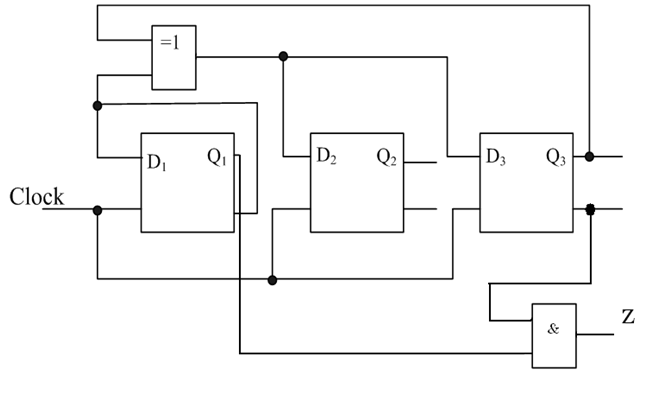 =1
D₁
Q₁
D₂
Q₂
D₃
Q₃
Clock
&
Z